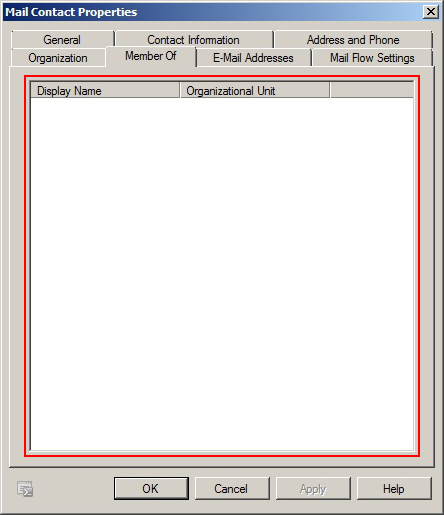 Mail Contact Properties
General Contact Information Address and Phone
Organization Member Of E-Mail Addresses Mail Flow Settings
Display Name Organizational Unit
OK Cancel Apply Help